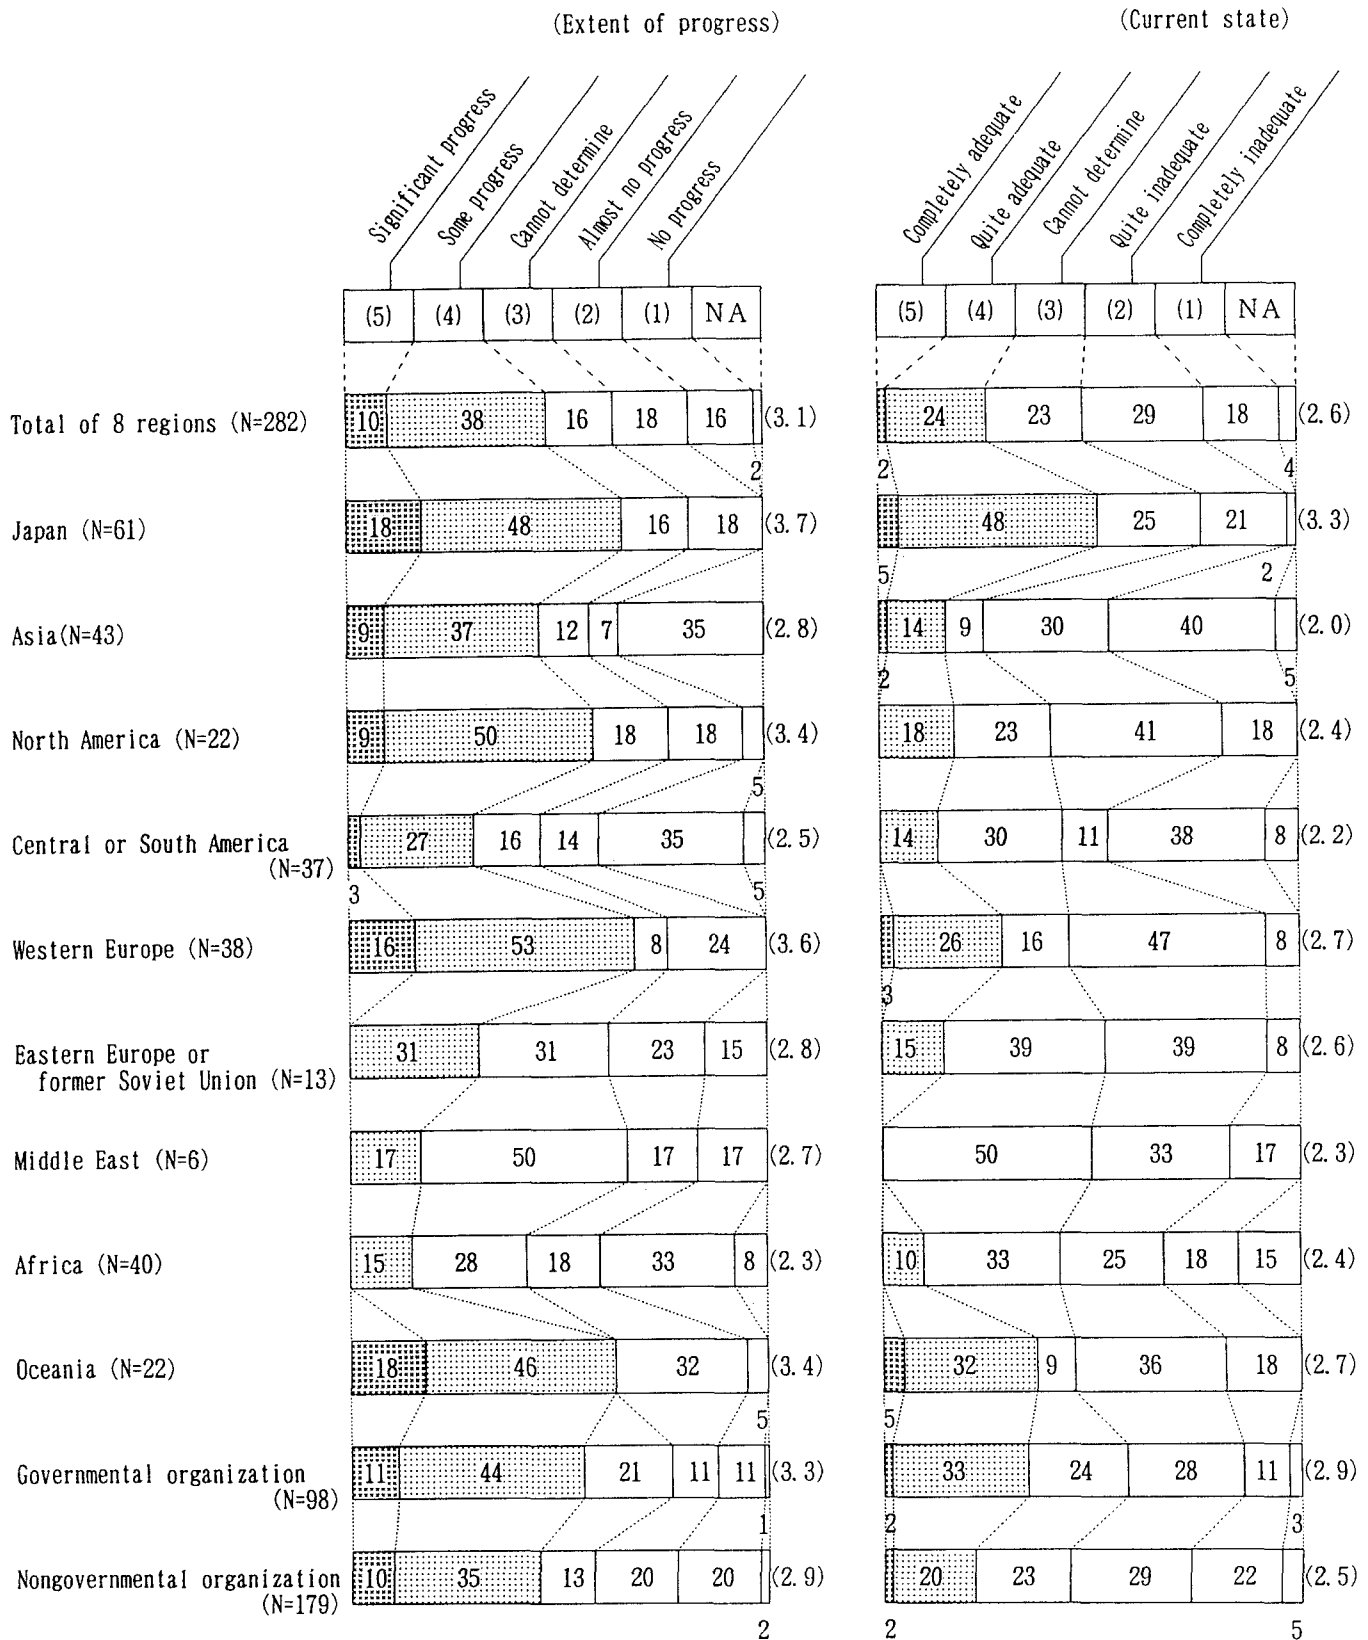 (Extent of progress) (Current state)
Significant progress Some progress Cannot determine Almost no progress No progress Completely adequate Quite adequate Cannot determine Quite inadequate Completely inadequate
(5) (4) (3) (2) (1) NA (5) (4) (3) (2) (1) NA
Total of 8 regions (N=282) 10 38 16 18 16 (3.1) 24 23 29 18 (2.6)
2 2 4
Japan (N=61) 18 48 16 18 (3.7) 48 25 21 (3.3)
5 2
Asia(N=43) 9 37 12 7 35 (2.8) 14 9 30 40 (2.0)
2 5
North America (N=22) 9 50 18 18 (3.4) 18 23 41 18 (2.4)
5
Central or South America 27 16 14 35 (2.5) 14 30 11 38 8 (2.2)
(N=37)
3 5
Western Europe (N=38) 16 53 8 24 (3.6) 26 16 47 8 (2.7)
3
Eastern Europe or 31 31 23 15 (2.8) 15 39 39 8 (2.6)
former Soviet Union (N=13)
Middle East (N=6) 17 50 17 17 (2.7) 50 33 17 (2.3)
Africa (N=40) 15 28 18 33 8 (2.3) 10 33 25 18 15 (2.4)
Oceania (N=22) 18 46 32 (3.4) 32 9 36 18 (2.7)
5 5
Governmental organization 11 44 21 11 11 (3.3) 33 24 28 11 (2.9)
(N=98)
1 2 3
Nongovernmental organization 10 35 13 20 20 (2.9) 20 23 29 22 (2.5)
(N=179)
2 2 5